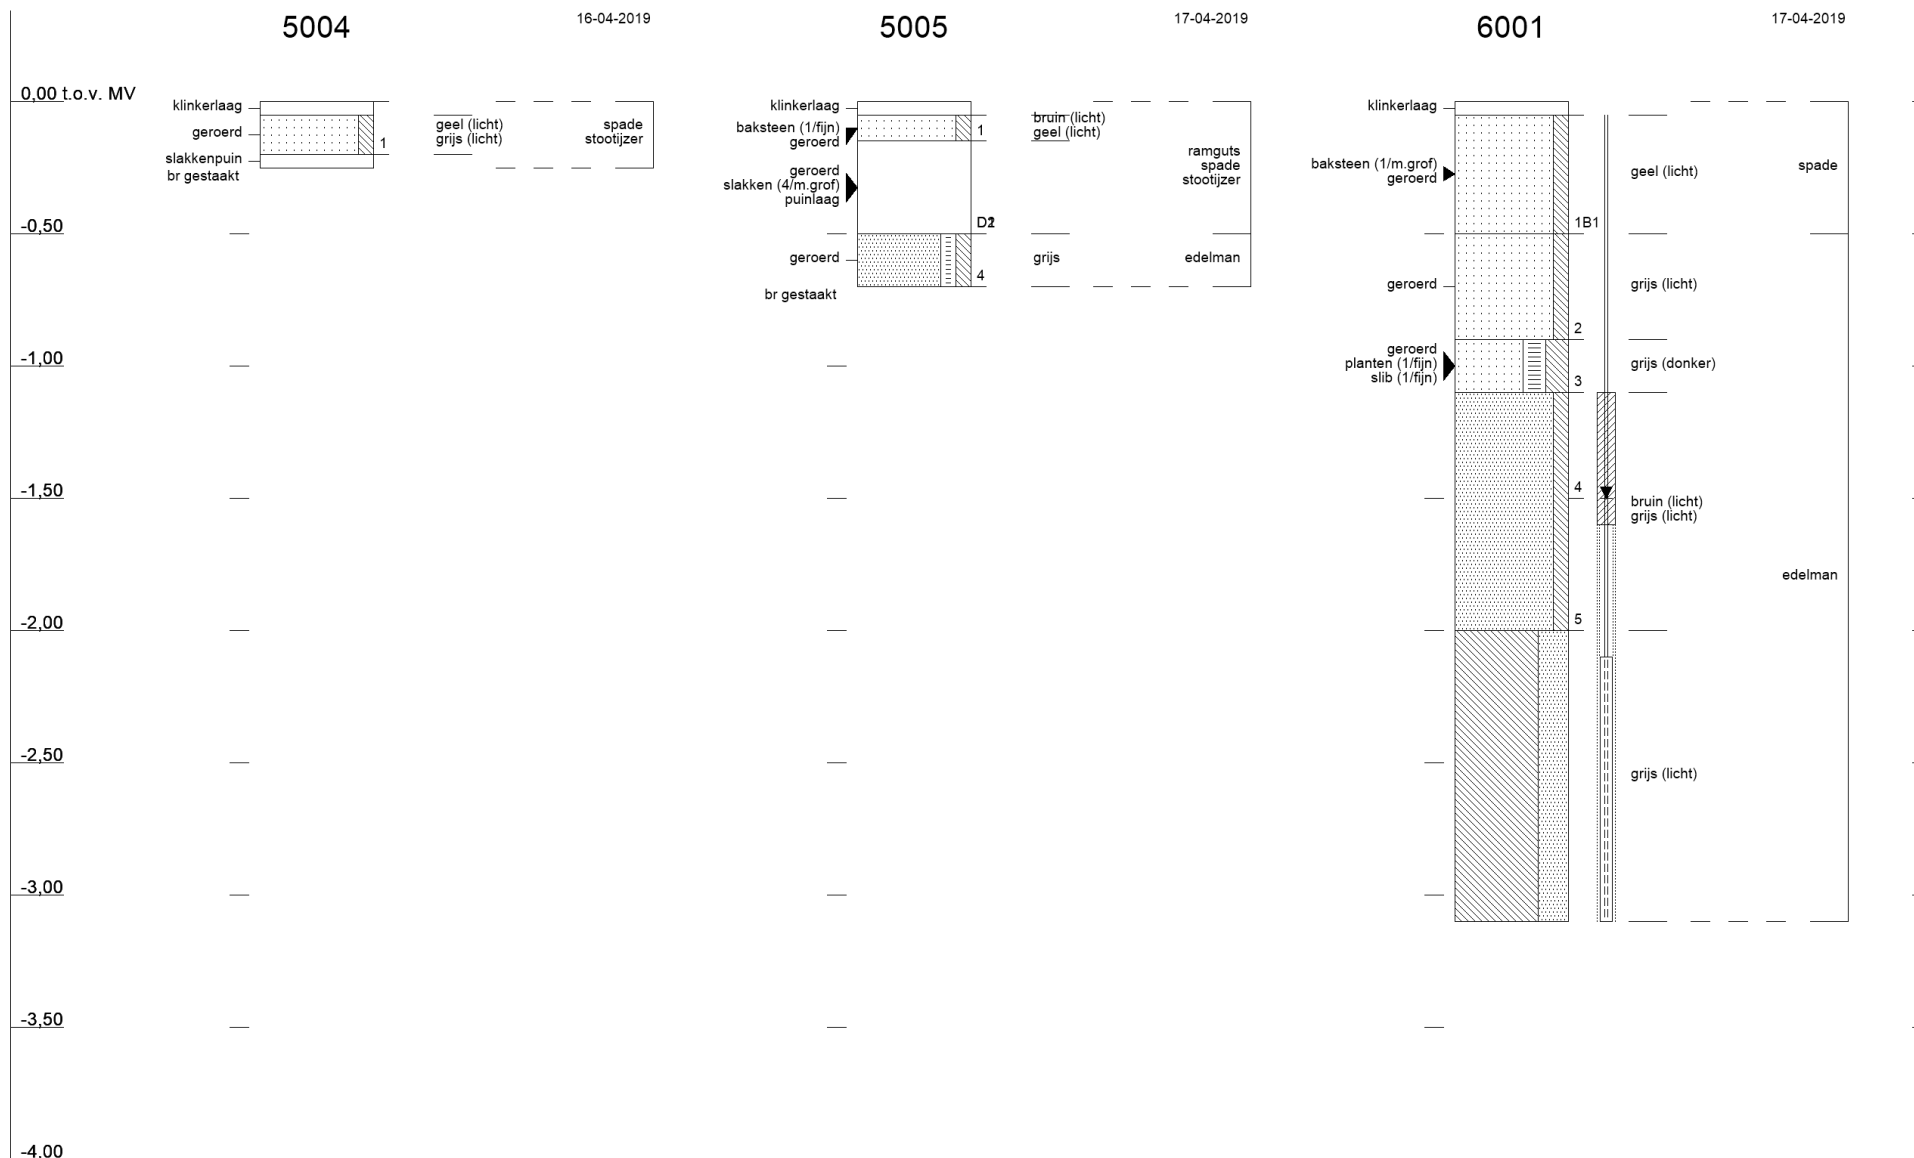 5004
16-04-2019
5005
17-04-2019
6001
17-04-2019
0,00 t.o.v. MV
-0,50
-1,00
-1,50
-2,00
-2,50
-3,00
-3,50
-4,00
klinkerlaag
geroerd
slakkenpuin
br gestaakt
1
geel (licht)
grijs (licht)
spade
stootijzer
klinkerlaag
baksteen (1/fijn)
geroerd
geroerd
slakken (4/m.grof)
puinlaag
geroerd
br gestaakt
1
4
bruin (licht)
geel (licht)
grijs
ramguts
spade
stootijzer
edelman
klinkerlaag
baksteen (1/m.grof)
geroerd
geroerd
geroerd
planten (1/fijn)
slib (1/fijn)
1B1
2
3
4
5
geel (licht)
grijs (licht)
grijs (donker)
bruin (licht)
grijs (licht)
grijs (licht)
spade
edelman